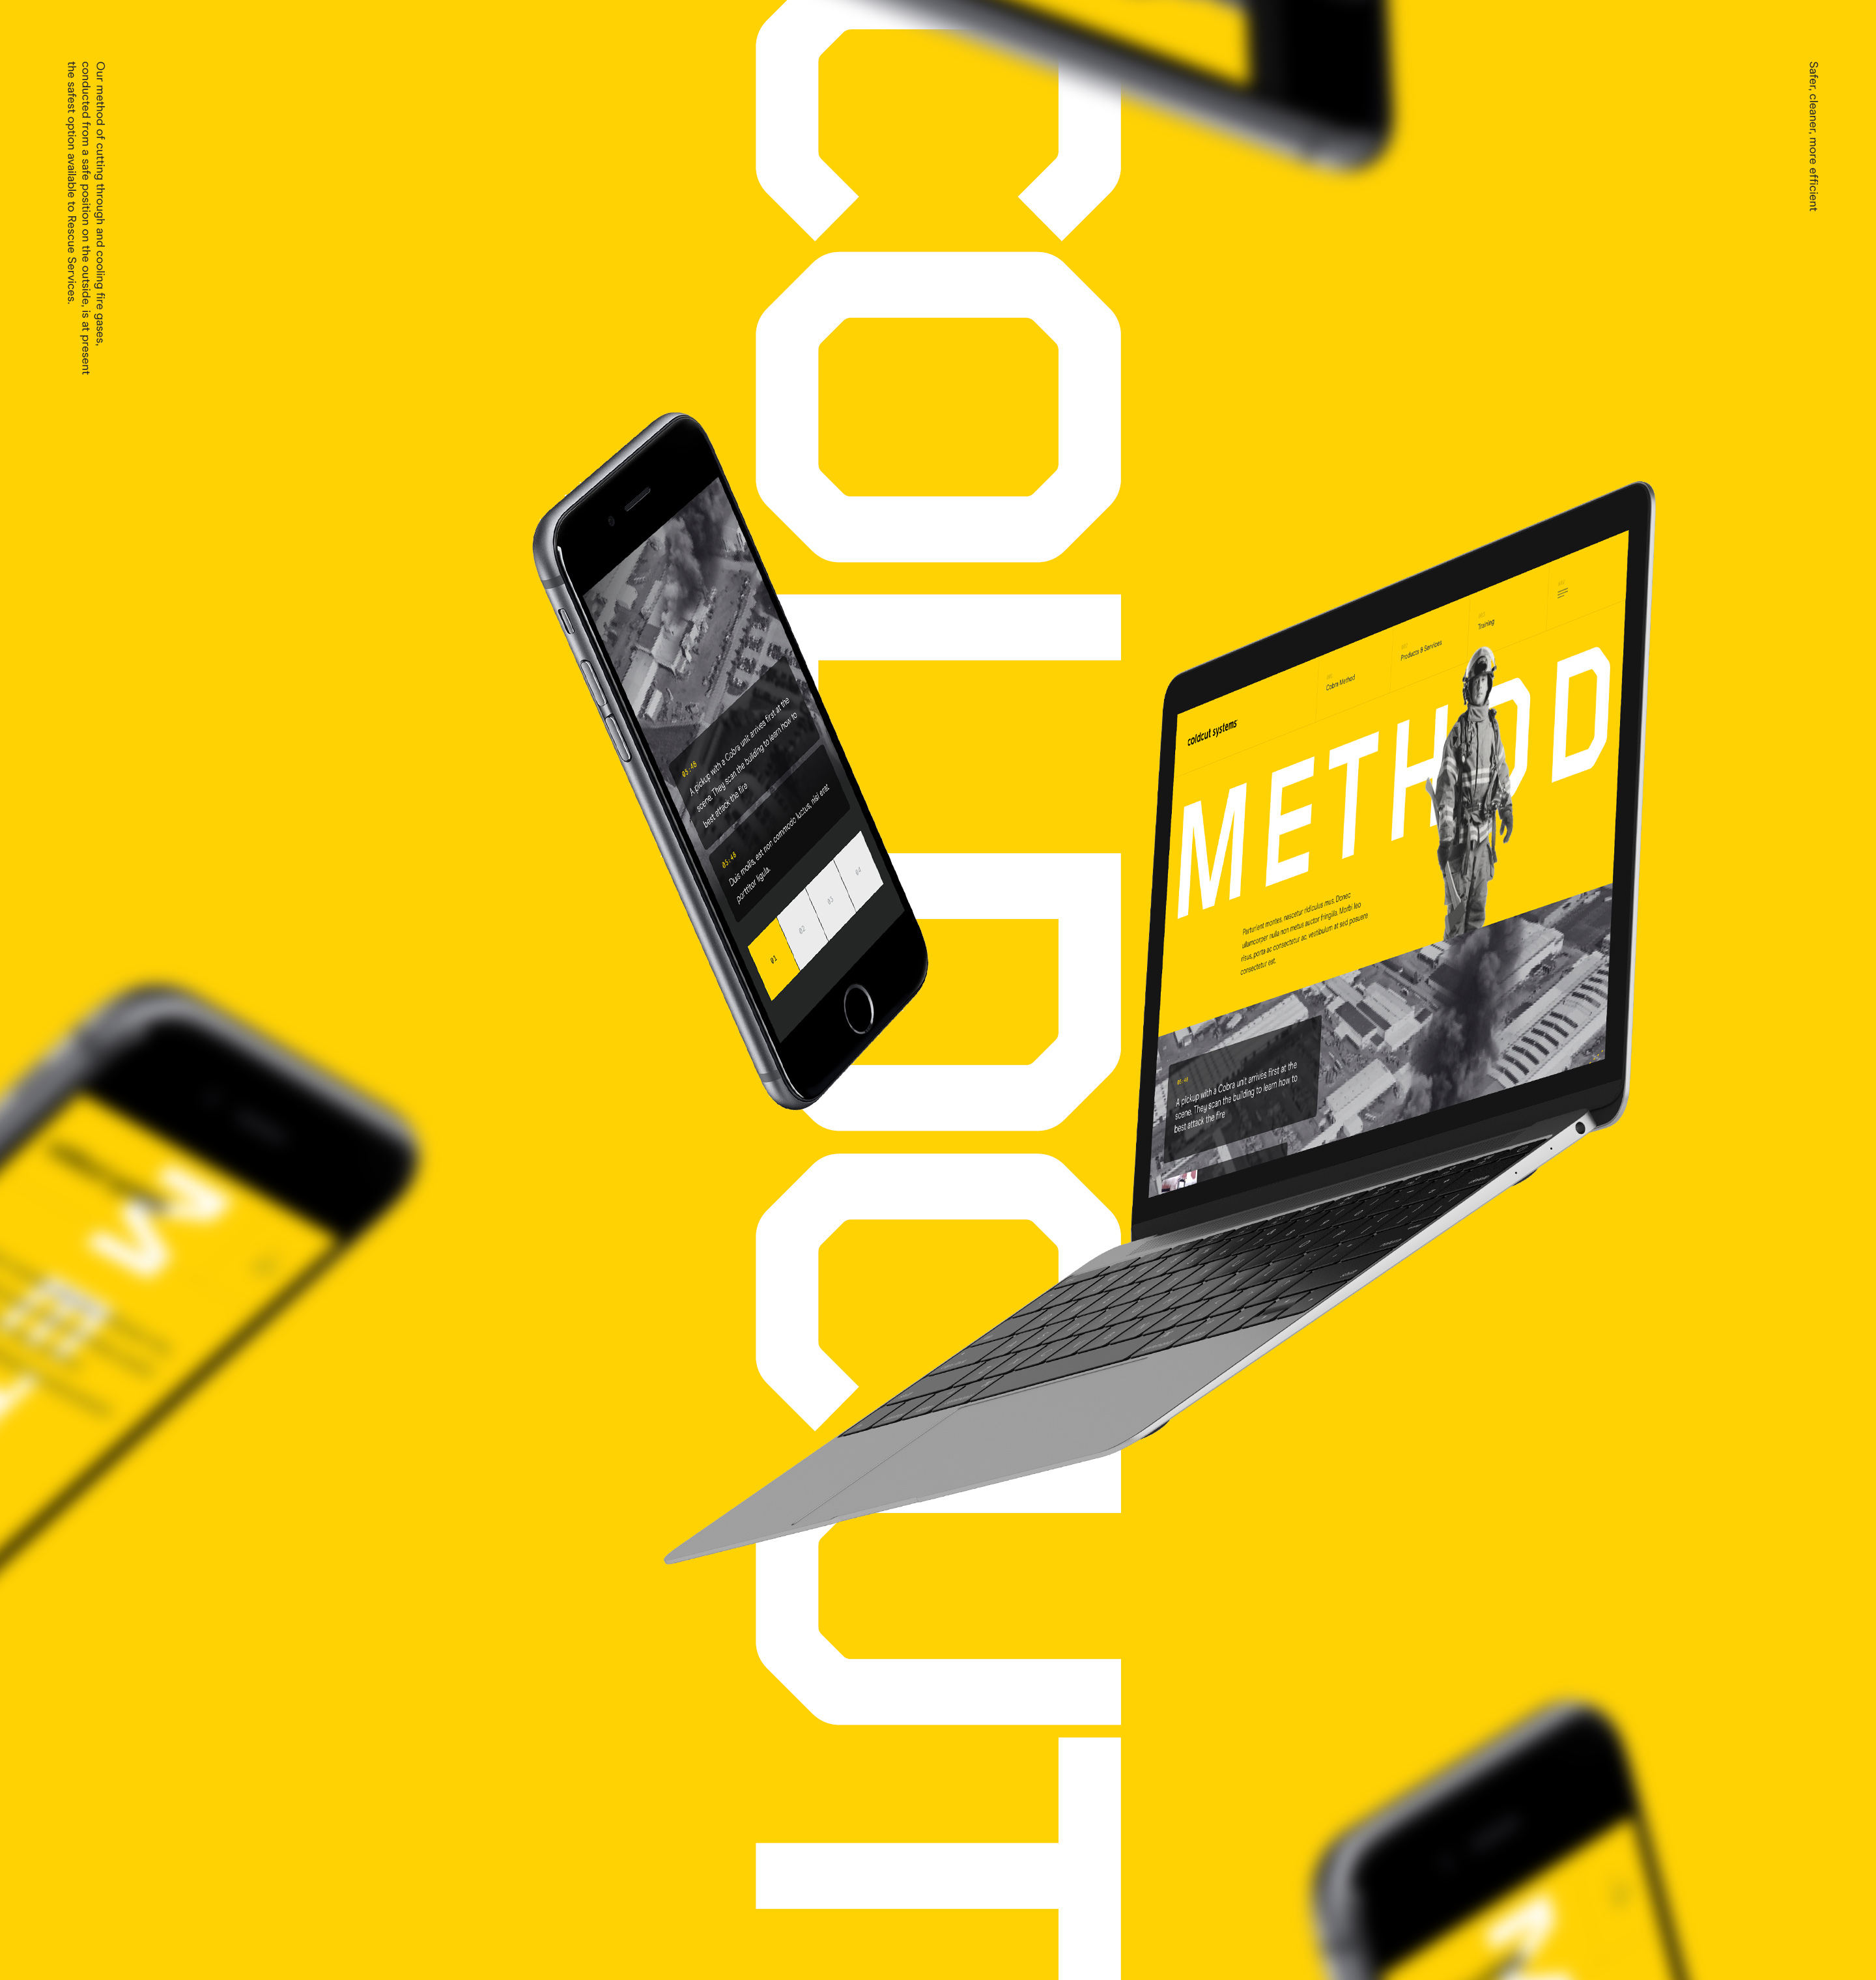 Our method of cutting through and cooling fire gases,
conducted from a safe position on the outside, is at present
the safest option available to Rescue Services.
Safer, cleaner, more efficient
COLDCUT
05:46
A pickup with a Cobra unit arrives first at the
scene. They scan the building to learn how to
best attack the fire
05:48
Duis mollis, est non commodo luctus, nisi erat
porttitor ligula.
01
02
03
04
coldcut systems
Cobra Method
Products & Services
Training
METHOD
Parturient montes, nascetur ridiculus mus. Donec
ullamcorper nulla non metus auctor fringilla. Morbi leo
risus, porta ac consectetur ac, vestibulum at sed posuere
consectetur est.
A pickup with a Cobra unit arrives first at the
scene. They scan the building to learn how to
best attack the fire